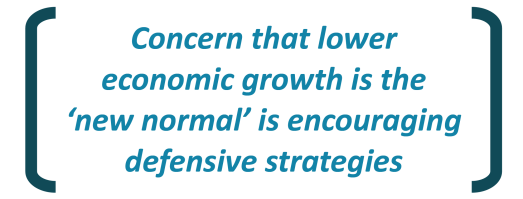 Concern that lower
economic growth is the
‘new normal’ is encouraging
defensive strategies